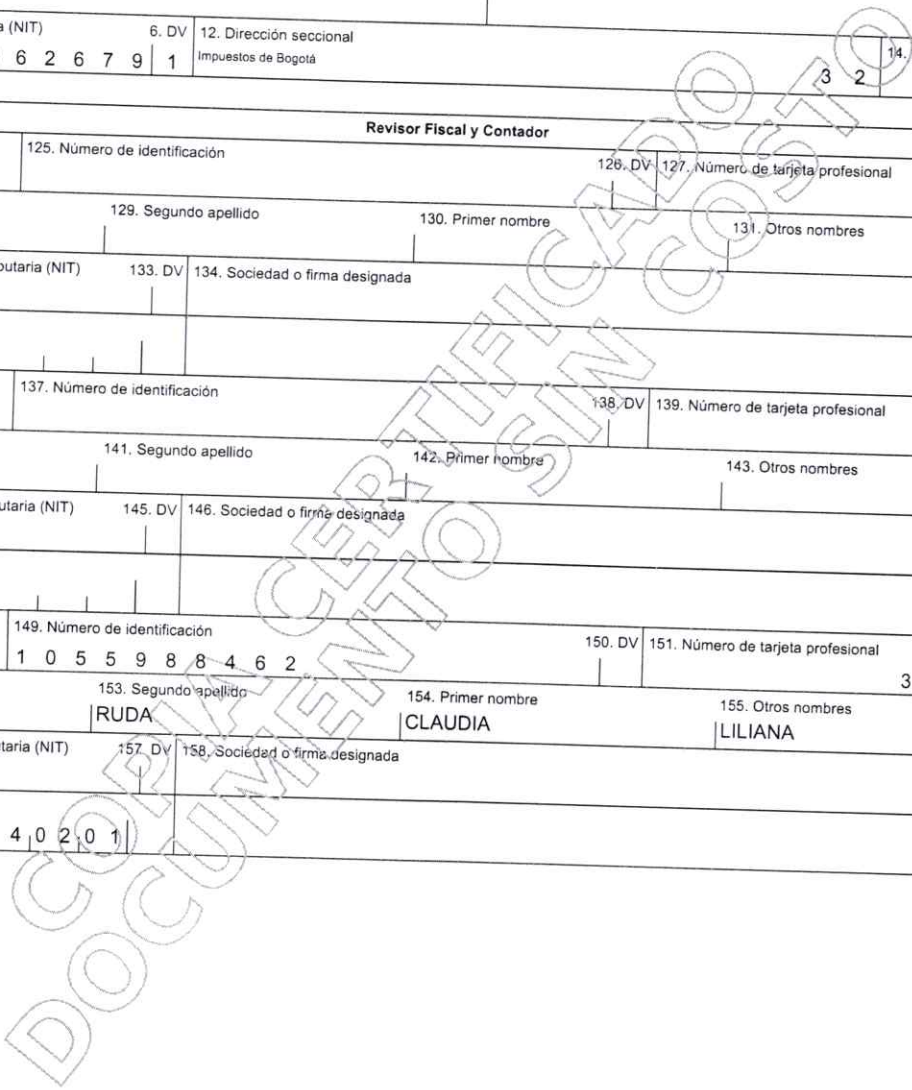 a (NIT) 6. DV 12. Dirección seccional 14.
6 2 6 7 9 1 Impuestos de Bogotá 3 2
Revisor Fiscal y Contador
125. Número de identificación 126. DV 127. Número de tarjeta profesional
129. Segundo apellido 130. Primer nombre 131. Otros nombres
butaria (NIT) 133. DV 134. Sociedad o firma designada
137. Número de identificación 138. DV 139. Número de tarjeta profesional
141. Segundo apellido 142. Primer nombre 143. Otros nombres
utaria (NIT) 145. DV 146. Sociedad o firma designada
149. Número de identificación 150. DV 151. Número de tarjeta profesional
1 0 5 5 9 8 8 4 6 2 3
153. Segundo apellido 154. Primer nombre 155. Otros nombres
RUDA CLAUDIA LILIANA
taria (NIT) 157. DV 158. Sociedad o firma designada
4 0 2 0 1
COPIA CERTIFICADO
DOCUMENTO SIN COSTO